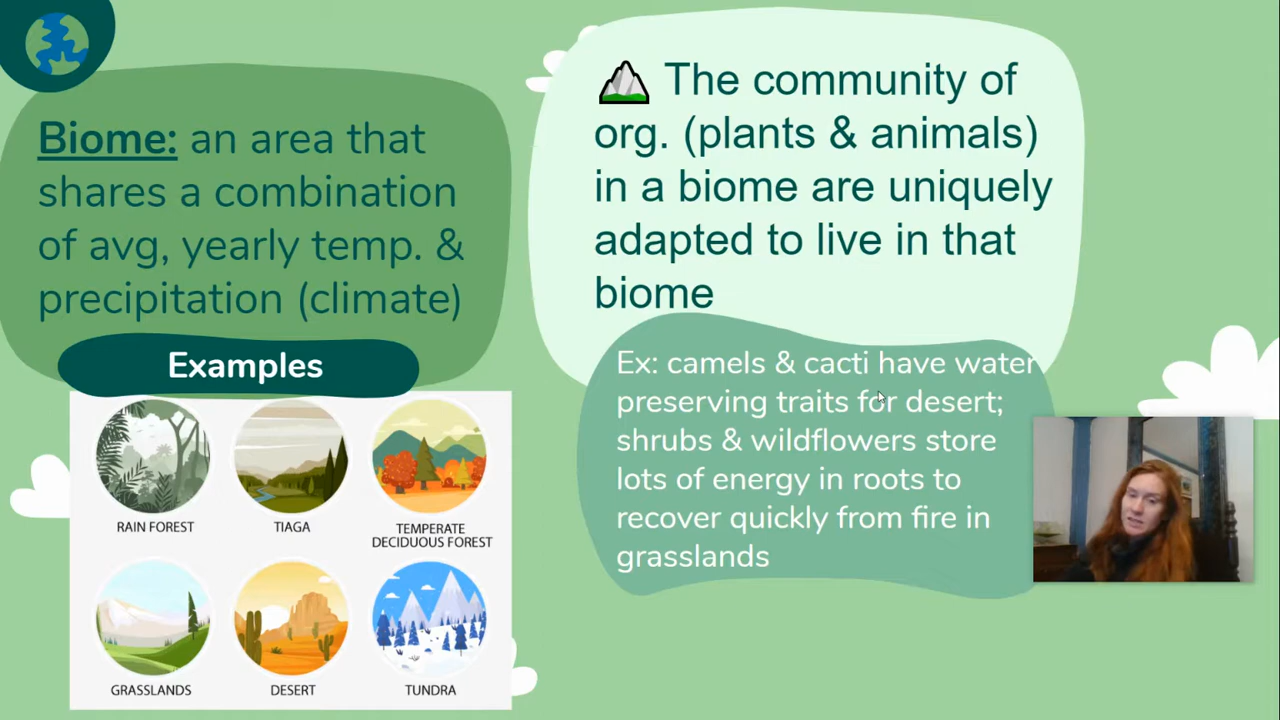 Biome: an area that
shares a combination
of avg, yearly temp. &
precipitation (climate)
Examples
RAIN FOREST
TIAGA
TEMPERATE
DECIDUOUS FOREST
GRASSLANDS
DESERT
TUNDRA
The community of
org. (plants & animals)
in a biome are uniquely
adapted to live in that
biome
Ex: camels & cacti have water
preserving traits for desert;
shrubs & wildflowers store
lots of energy in roots to
recover quickly from fire in
grasslands